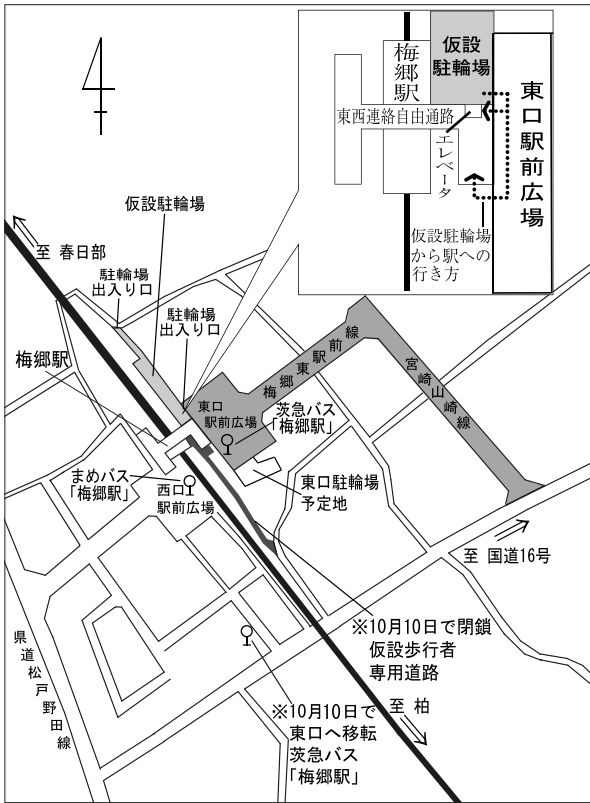 仮設
駐輪場
梅郷駅
東西連絡自由通路
エレベータ
東口駅前広場
仮設駐輪場
から駅への
行き方
仮設駐輪場
至 春日部
駐輪場
出入り口
駐輪場
出入り口
梅郷駅
梅郷東駅前線
宮崎山崎線
東口
駅前広場
茨急バス
「梅郷駅」
まめバス
「梅郷駅」
西口
駅前広場
東口駐輪場
予定地
至 国道16号
※10月10日で閉鎖
仮設歩行者
専用道路
県道松戸野田線
※10月10日で
東口へ移転
茨急バス
「梅郷駅」
至 柏